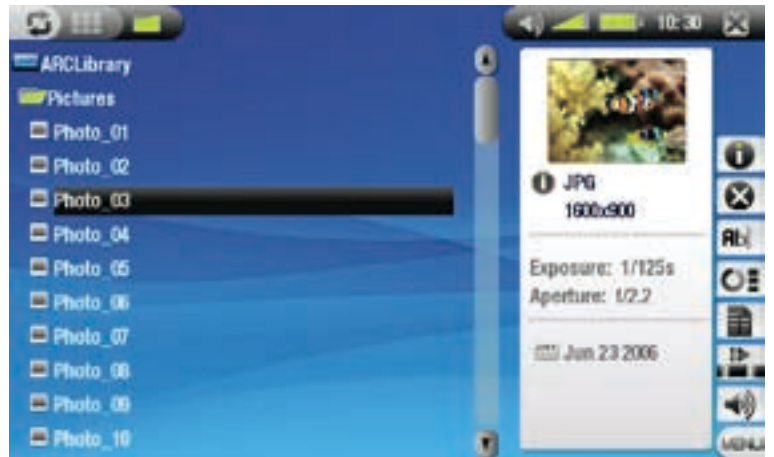 10:30
ARCLibrary
Pictures
Photo_01
Photo_02
Photo_03
Photo_04
Photo_05
Photo_06
Photo_07
Photo_08
Photo_09
Photo_10
JPG
1600x900
Exposure: 1/125s
Aperture: f/2.2
Jun 23 2006
Ab
MENU